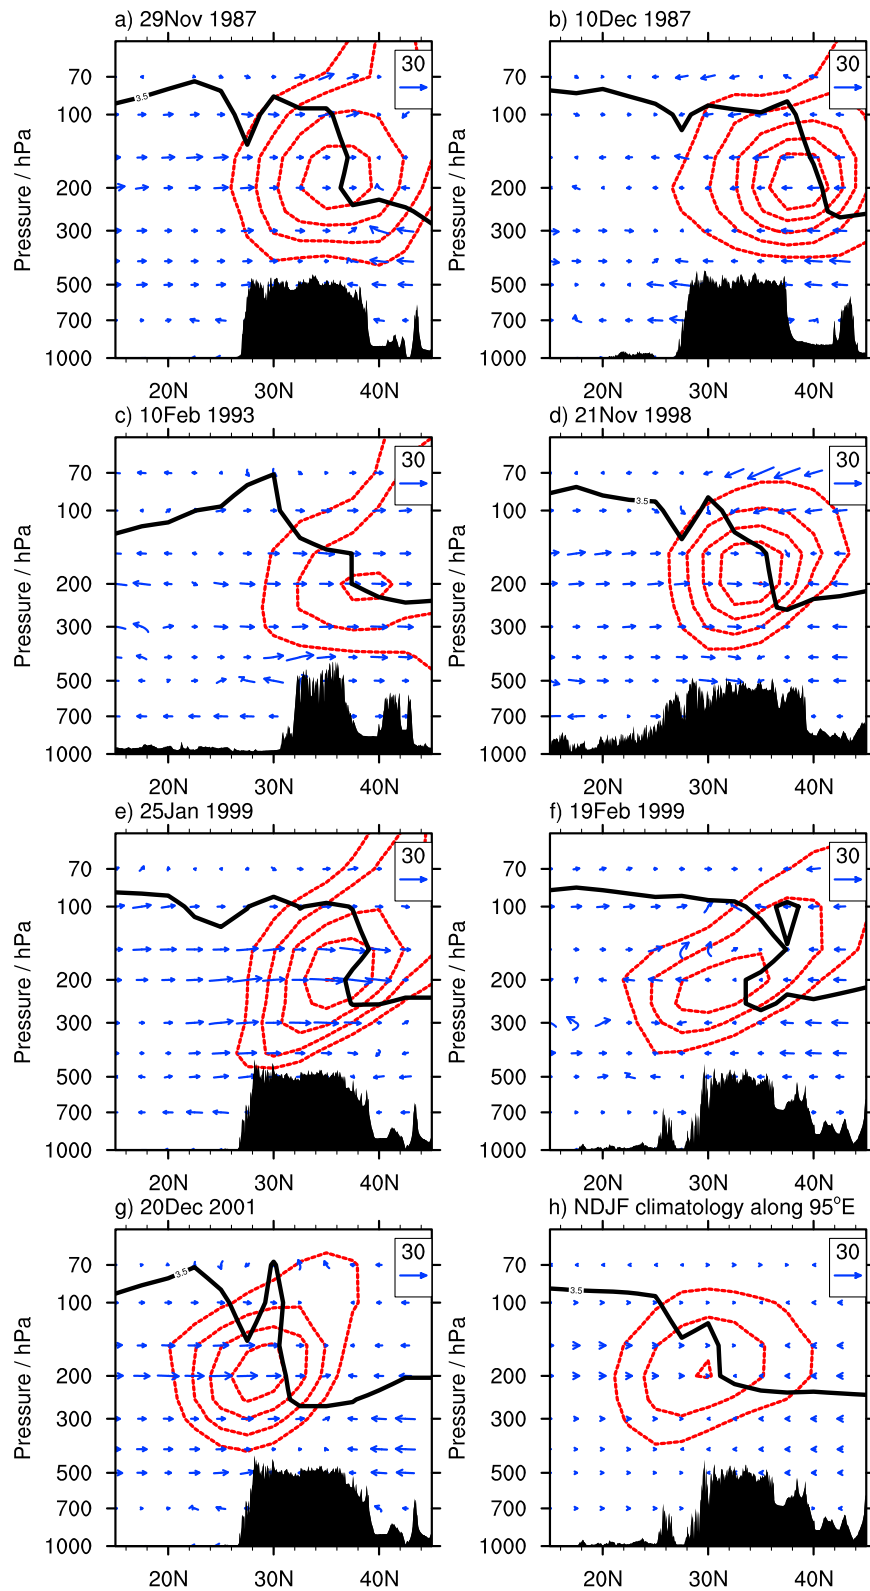 a) 29Nov 1987
30
3.5
70
100
200
300
500
700
1000
Pressure / hPa
20N 30N 40N
b) 10Dec 1987
30
70
100
200
300
500
700
1000
Pressure / hPa
20N 30N 40N
c) 10Feb 1993
30
70
100
200
300
500
700
1000
Pressure / hPa
20N 30N 40N
d) 21Nov 1998
30
3.5
70
100
200
300
500
700
1000
Pressure / hPa
20N 30N 40N
e) 25Jan 1999
30
70
100
200
300
500
700
1000
Pressure / hPa
20N 30N 40N
f) 19Feb 1999
30
70
100
200
300
500
700
1000
Pressure / hPa
20N 30N 40N
g) 20Dec 2001
30
3.5
70
100
200
300
500
700
1000
Pressure / hPa
20N 30N 40N
h) NDJF climatology along 95°E
30
3.5
70
100
200
300
500
700
1000
Pressure / hPa
20N 30N 40N